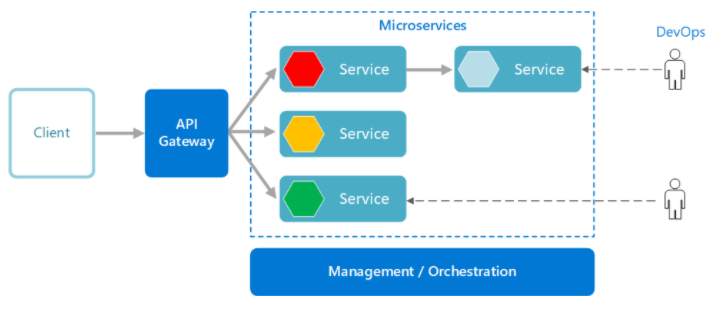 Microservices
DevOps
Service
Service
Client
API
Gateway
Service
Service
Management / Orchestration